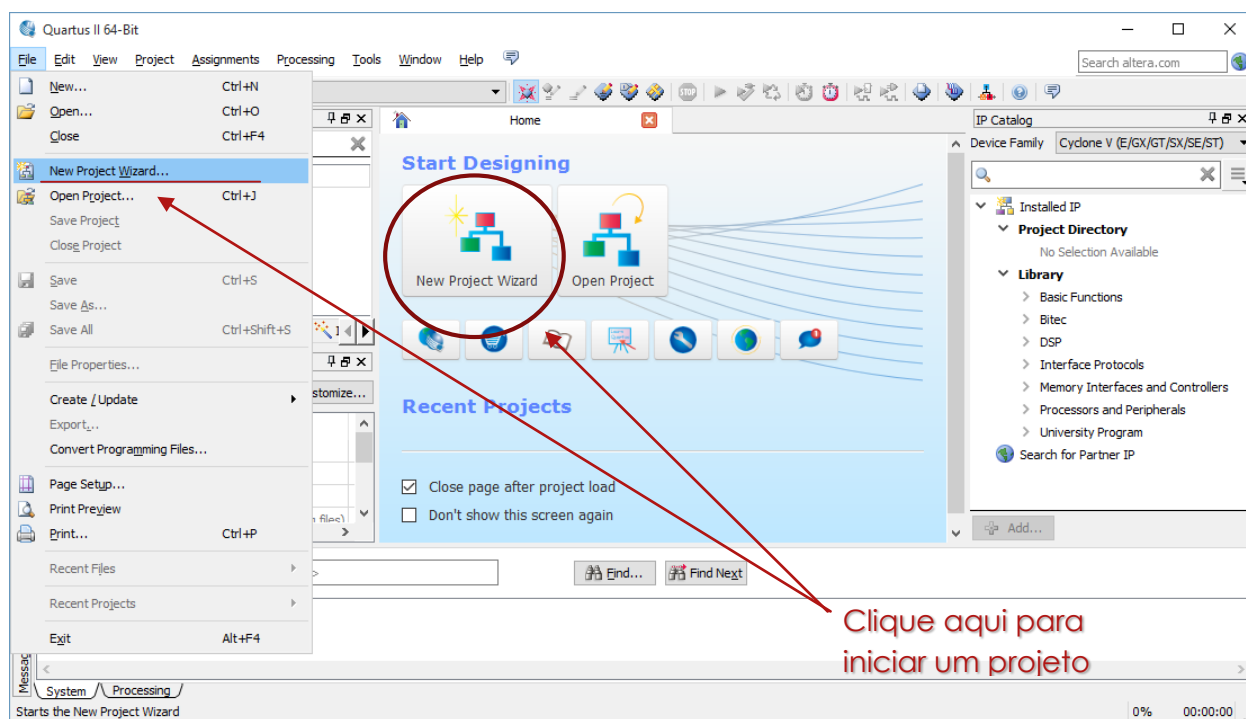 Quartus II 64-Bit
File Edit View Project Assignments Processing Tools Window Help
Search altera.com
New... Ctrl+N
Open... Ctrl+O
Close Ctrl+F4
New Project Wizard...
Open Project... Ctrl+J
Save Project
Close Project
Save Ctrl+S
Save As...
Save All Ctrl+Shift+S
File Properties...
Create / Update
Export...
Convert Programming Files...
Page Setup...
Print Preview
Print... Ctrl+P
Recent Files
Recent Projects
Exit Alt+F4
stomize...
files)
Home
Start Designing
New Project Wizard
Open Project
Recent Projects
Close page after project load
Don't show this screen again
IP Catalog
Device Family Cyclone V (E/GX/GT/SX/SE/ST)
Installed IP
Project Directory
No Selection Available
Library
Basic Functions
Bitec
DSP
Interface Protocols
Memory Interfaces and Controllers
Processors and Peripherals
University Program
Search for Partner IP
Add...
Find... Find Next
Clique aqui para
iniciar um projeto
Messag
System Processing
Starts the New Project Wizard
0% 00:00:00